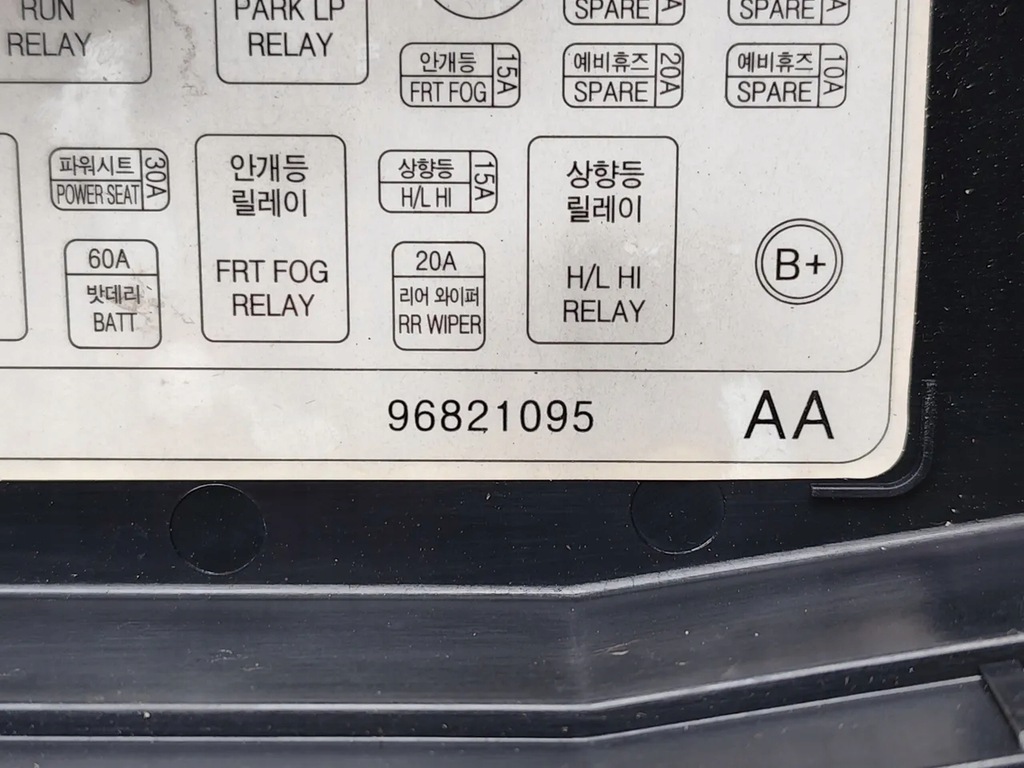 RUN
RELAY
PARK LP
RELAY
SPARE
SPARE
안개등
FRT FOG
15A
예비휴즈
SPARE
20A
예비휴즈
SPARE
10A
파워시트
POWER SEAT
30A
안개등
릴레이
FRT FOG
RELAY
상향등
H/L HI
15A
상향등
릴레이
H/L HI
RELAY
60A
밧데리
BATT
20A
리어 와이퍼
RR WIPER
B+
96821095
AA